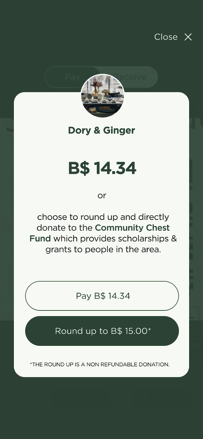 Close ×
Pay
Receive
Dory & Ginger
B$ 14.34
or
choose to round up and directly
donate to the Community Chest
Fund which provides scholarships &
grants to people in the area.
Pay B$ 14.34
Round up to B$ 15.00*
*THE ROUND UP IS A NON REFUNDABLE DONATION.